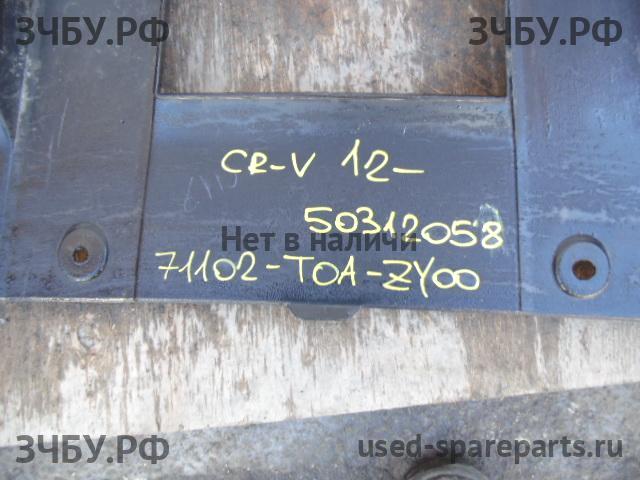 ЗЧБУ.РФ ЗЧБУ.РФ
CR-V 12-
50312058
Нет в наличи
71102-T0A-ZY00
ЗЧБУ.РФ used-spareparts.ru